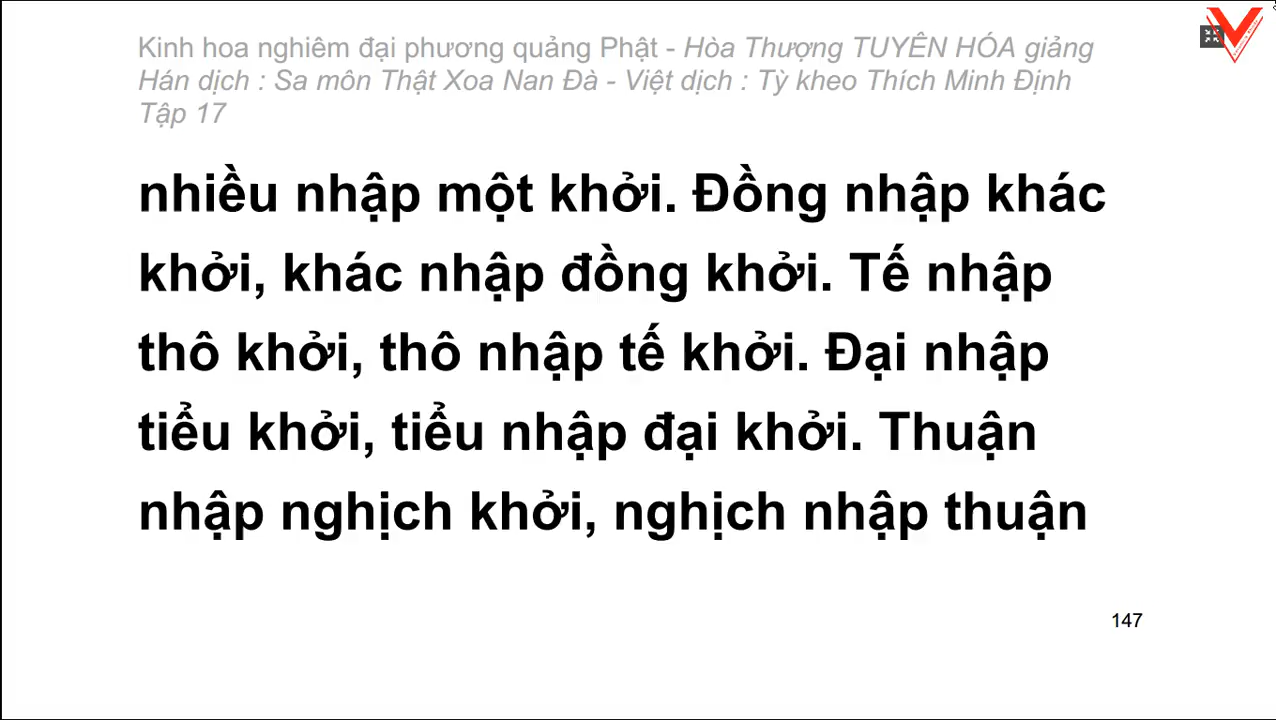 Kinh hoa nghiêm đại phương quảng Phật - Hòa Thượng TUYÊN HÓA giảng
Hán dịch : Sa môn Thật Xoa Nan Đà - Việt dịch : Tỳ kheo Thích Minh Định
Tập 17
nhiều nhập một khởi. Đồng nhập khác
khởi, khác nhập đồng khởi. Tế nhập
thô khởi, thô nhập tế khởi. Đại nhập
tiểu khởi, tiểu nhập đại khởi. Thuận
nhập nghịch khởi, nghịch nhập thuận
147